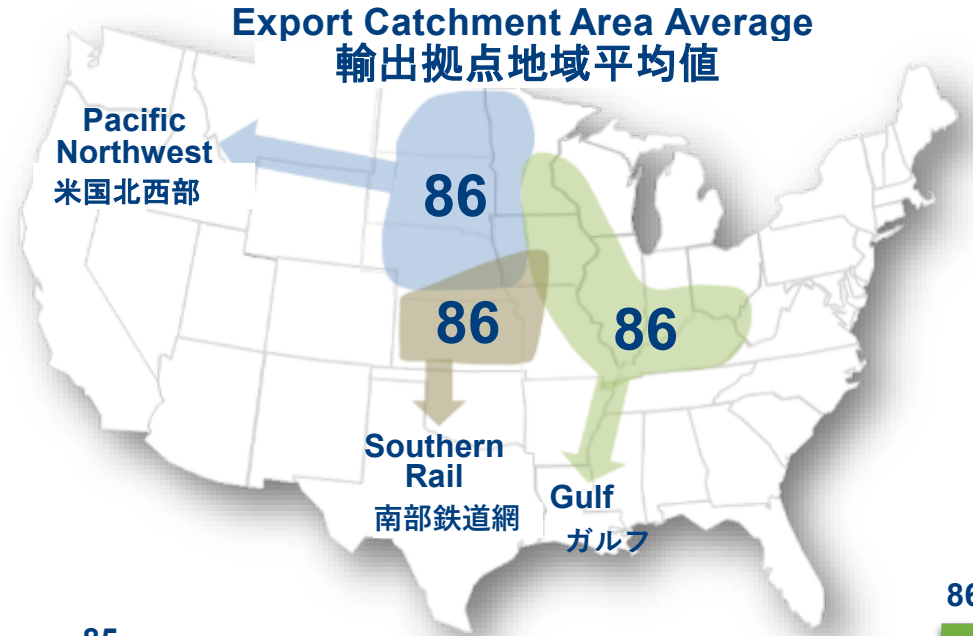 Export Catchment Area Average
輸出拠点地域平均値
Pacific
Northwest
米国北西部
86
86
86
Southern
Rail
南部鉄道網
Gulf
ガルフ